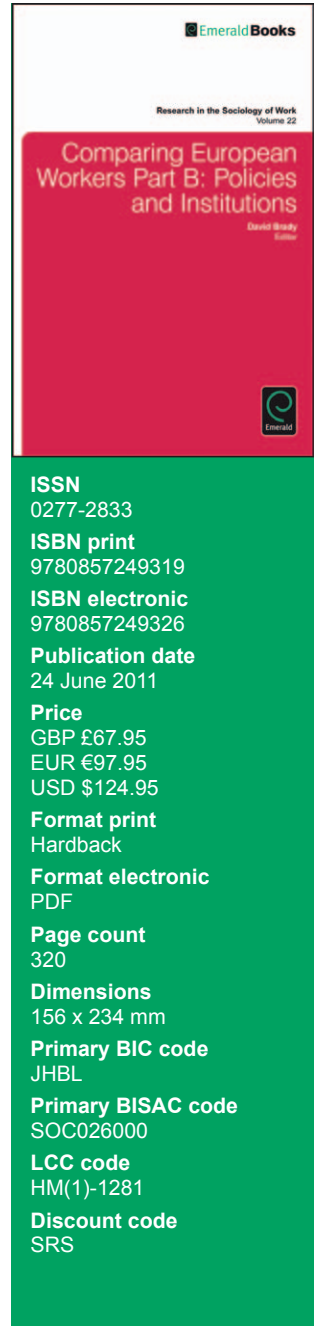 Emerald Books
Research in the Sociology of Work
Volume 22
Comparing European
Workers Part B: Policies
and Institutions
David Brady
Editor
Emerald
ISSN
0277-2833
ISBN print
9780857249319
ISBN electronic
9780857249326
Publication date
24 June 2011
Price
GBP £67.95
EUR €97.95
USD $124.95
Format print
Hardback
Format electronic
PDF
Page count
320
Dimensions
156 x 234 mm
Primary BIC code
JHBL
Primary BISAC code
SOC026000
LCC code
HM(1)-1281
Discount code
SRS